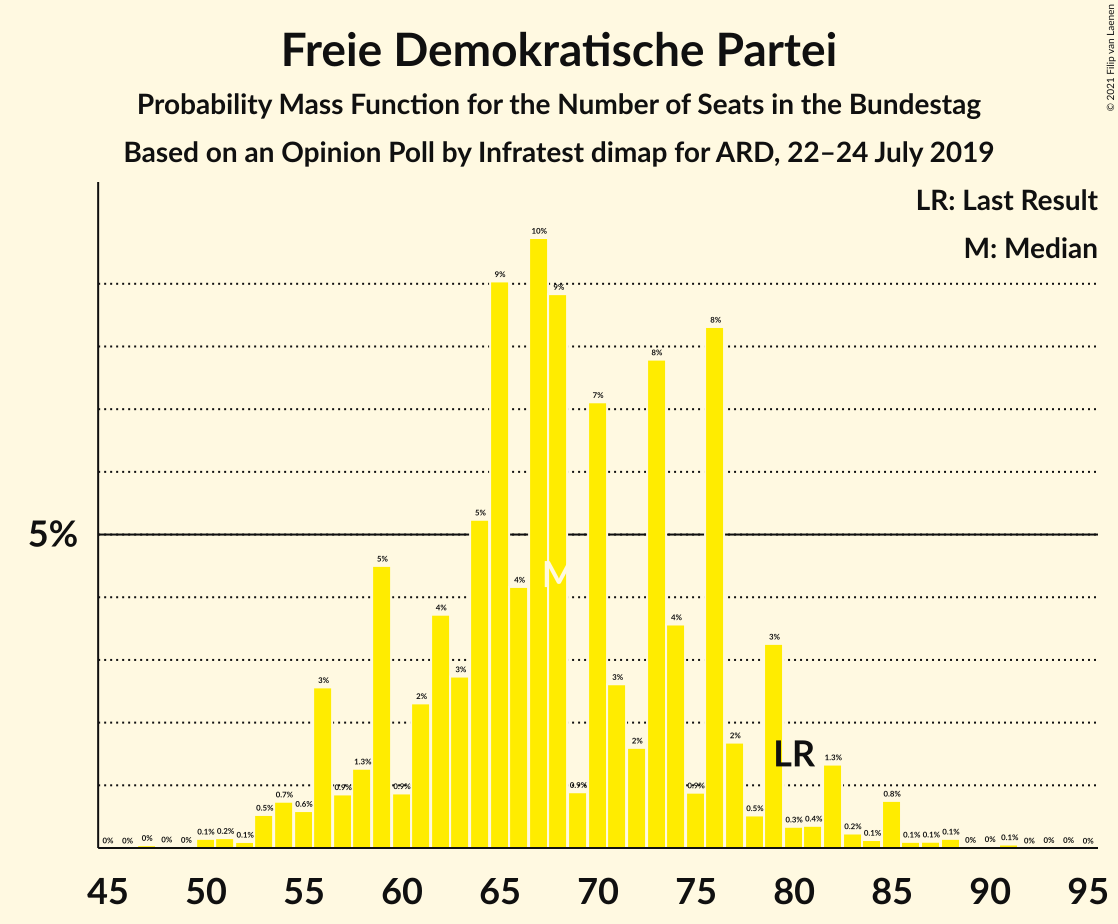 Freie Demokratische Partei
Probability Mass Function for the Number of Seats in the Bundestag
Based on an Opinion Poll by Infratest dimap for ARD, 22–24 July 2019
© 2021 Filip van Laenen
LR: Last Result
M: Median
5%
0% 0% 0% 0% 0% 0.1% 0.2% 0.1% 0.5% 0.7% 0.6% 3% 0.9% 1.3% 5% 0.9% 2% 4% 3% 5% 9% 4% 10% 9% 0.9% 7% 3% 2% 8% 4% 0.9% 8% 2% 0.5% 3% 0.3% 0.4% 1.3% 0.2% 0.1% 0.8% 0.1% 0.1% 0.1% 0% 0% 0.1% 0% 0% 0% 0%
M
LR
45 50 55 60 65 70 75 80 85 90 95